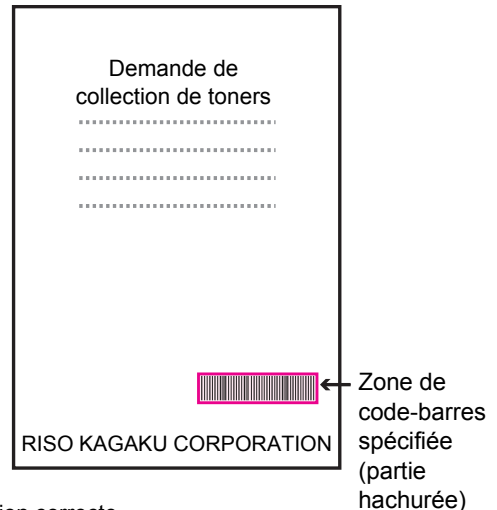 Demande de
collection de toners
RISO KAGAKU CORPORATION
Zone de
code-barres
spécifiée
(partie
hachurée)